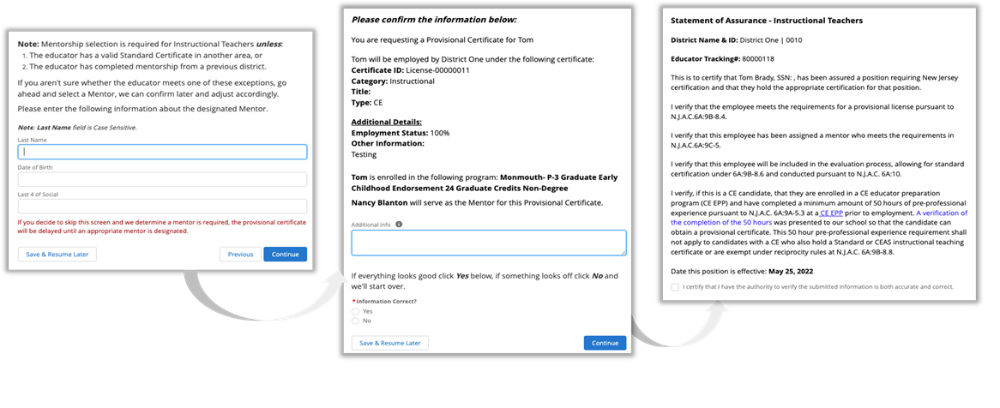 Note: Mentorship selection is required for Instructional Teachers unless:
1. The educator has a valid Standard Certificate in another area, or
2. The educator has completed mentorship from a previous district.
If you aren't sure whether the educator meets one of these exceptions, go
ahead and select a Mentor, we can confirm later and adjust accordingly.
Please enter the following information about the designated Mentor.
Note: Last Name field is Case Sensitive.
Last Name
Date of Birth
Last 4 of Social
If you decide to skip this screen and we determine a mentor is required, the provisional certificate
will be delayed until an appropriate mentor is designated.
Save & Resume Later
Previous
Continue
Please confirm the information below:
You are requesting a Provisional Certificate for Tom
Tom will be employed by District One under the following certificate:
Certificate ID: License-00000011
Category: Instructional
Title:
Type: CE
Additional Details:
Employment Status: 100%
Other Information:
Testing
Tom is enrolled in the following program: Monmouth- P-3 Graduate Early
Childhood Endorsement 24 Graduate Credits Non-Degree
Nancy Blanton will serve as the Mentor for this Provisional Certificate.
Additional Info
If everything looks good click Yes below, if something looks off click No and
we'll start over.
*Information Correct?
Yes
No
Save & Resume Later
Continue
Statement of Assurance - Instructional Teachers
District Name & ID: District One | 0010
Educator Tracking#: 80000118
This is to certify that Tom Brady, SSN: , has been assured a position requiring New Jersey
certification and that they hold the appropriate certification for that position.
I verify that the employee meets the requirements for a provisional license pursuant to
N.J.A.C.6A:9B-8.4.
I verify that this employee has been assigned a mentor who meets the requirements in
N.J.A.C.6A:9C-5.
I verify that this employee will be included in the evaluation process, allowing for standard
certification under 6A:9B-8.6 and conducted pursuant to N.J.A.C. 6A:10.
I verify, if this is a CE candidate, that they are enrolled in a CE educator preparation
program (CE EPP) and have completed a minimum amount of 50 hours of pre-professional
experience pursuant to N.J.A.C. 6A:9A-5.3 at a CE EPP prior to employment. A verification of
the completion of the 50 hours was presented to our school so that the candidate can
obtain a provisional certificate. This 50 hour pre-professional experience requirement shall
not apply to candidates with a CE who also hold a Standard or CEAS instructional teaching
certificate or are exempt under reciprocity rules at N.J.A.C. 6A:9B-8.8.
Date this position is effective: May 25, 2022
I certify that I have the authority to verify the submitted information is both accurate and correct.